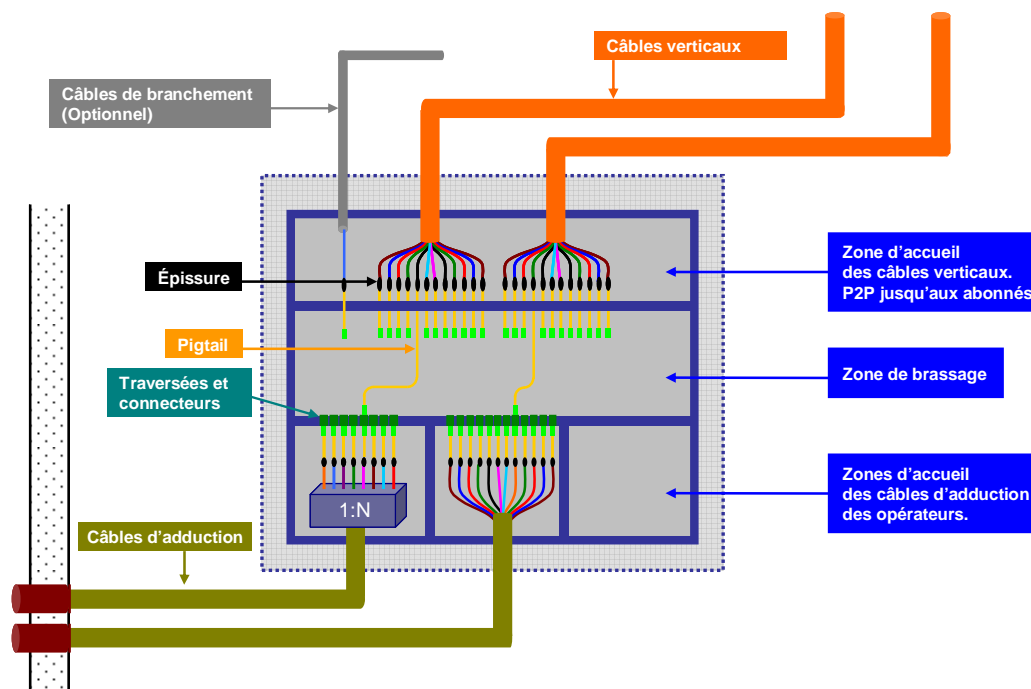 Câbles verticaux
Câbles de branchement
(Optionnel)
Zone d'accueil
des câbles verticaux.
P2P jusqu'aux abonnés
Épissure
Pigtail
Zone de brassage
Traversées et
connecteurs
Zones d'accueil
des câbles d'adduction
des opérateurs.
1:N
Câbles d'adduction